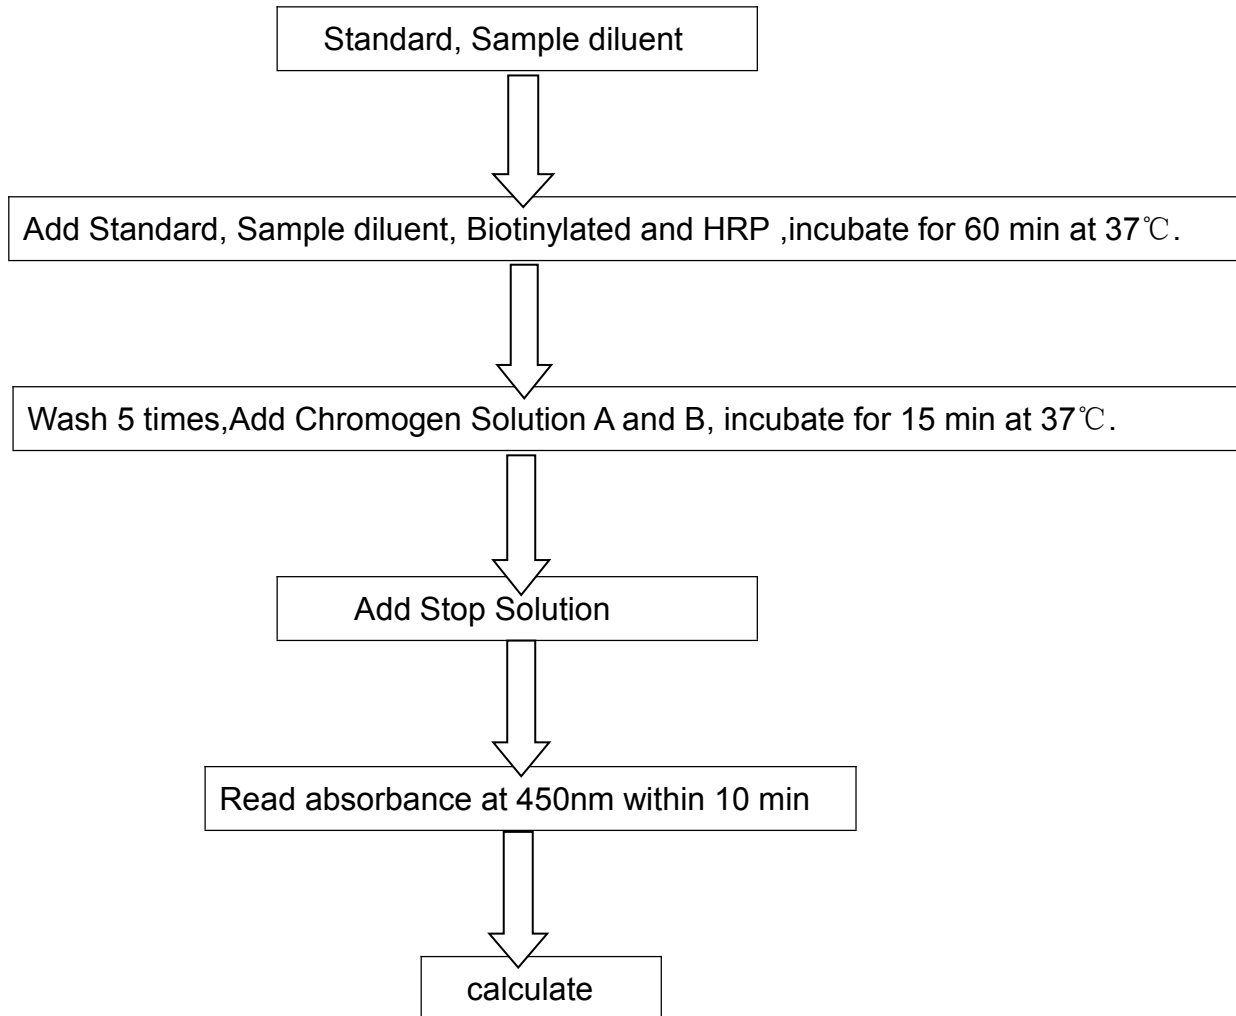 Standard, Sample diluent
Add Standard, Sample diluent, Biotinylated and HRP ,incubate for 60 min at 37℃.
Wash 5 times,Add Chromogen Solution A and B, incubate for 15 min at 37℃.
Add Stop Solution
Read absorbance at 450nm within 10 min
calculate